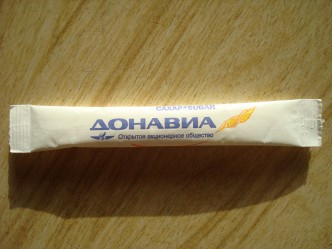 САХАР•SUGAR
ДОНАВИА
Открытое акционерное общество